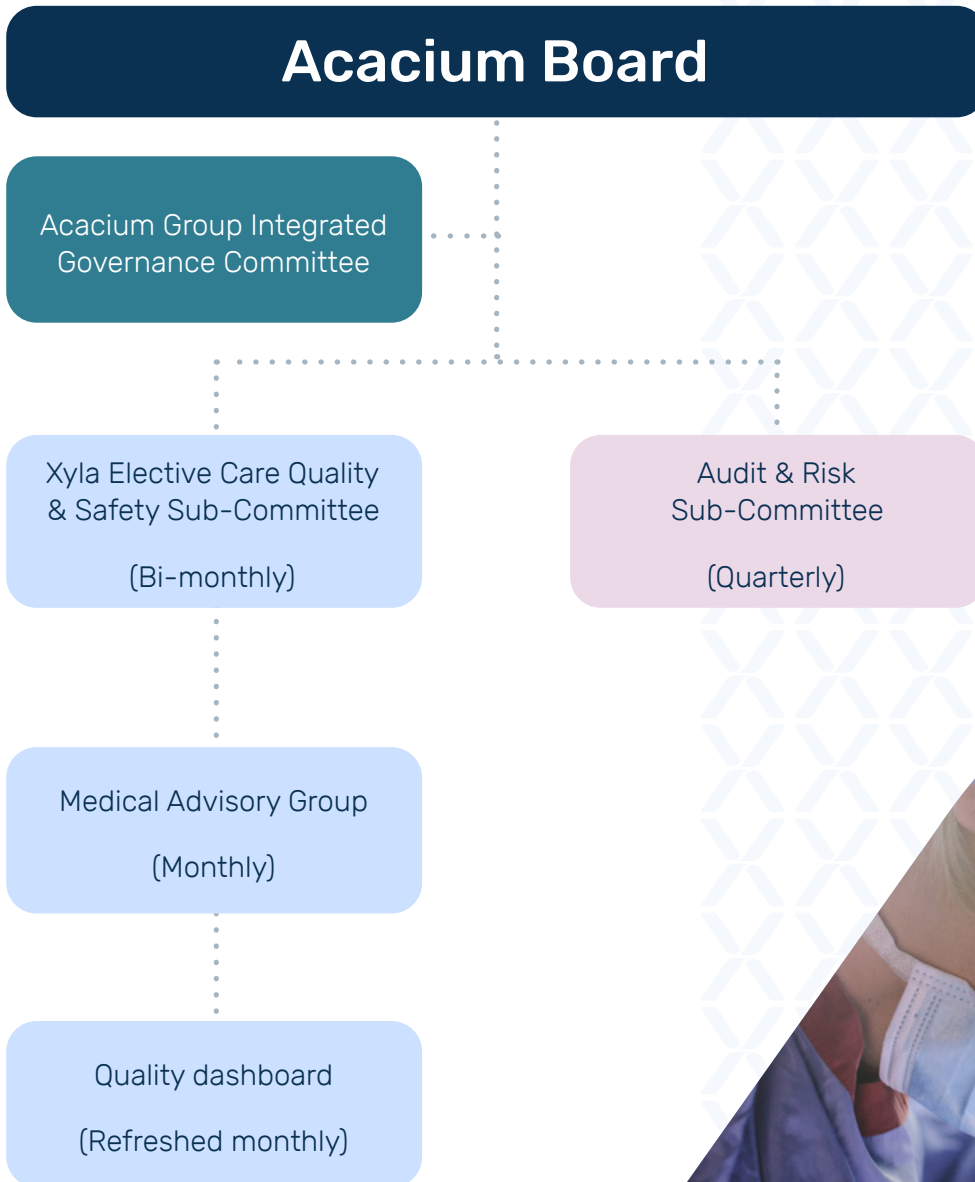 Acacium Board
Acacium Group Integrated
Governance Committee
Xyla Elective Care Quality
& Safety Sub-Committee
(Bi-monthly)
Audit & Risk
Sub-Committee
(Quarterly)
Medical Advisory Group
(Monthly)
Quality dashboard
(Refreshed monthly)